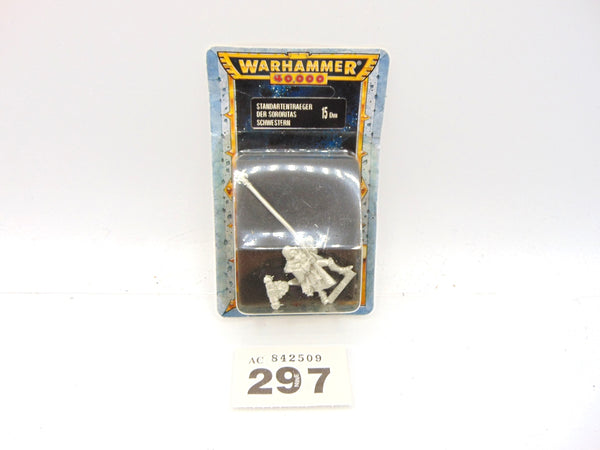 WARHAMMER®
40,000
STANDARTENTRAEGER
DER SORORITAS
SCHWESTERN
15 Dm
AC 842509
297